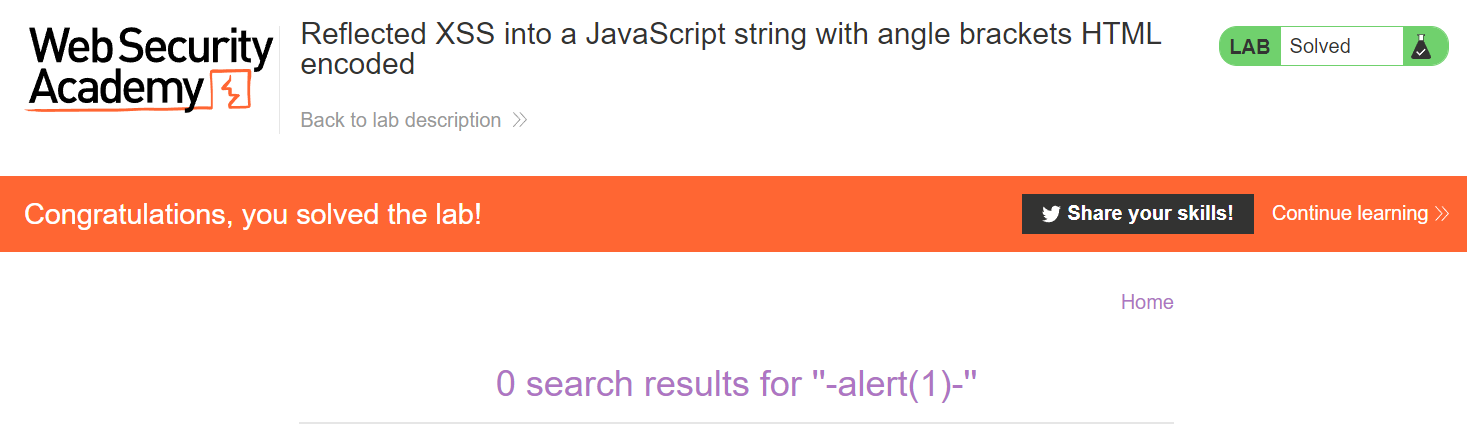 Web Security
Academy
Reflected XSS into a JavaScript string with angle brackets HTML
encoded
LAB Solved
Back to lab description
Congratulations, you solved the lab!
Share your skills!
Continue learning
Home
0 search results for ''-alert(1)-''